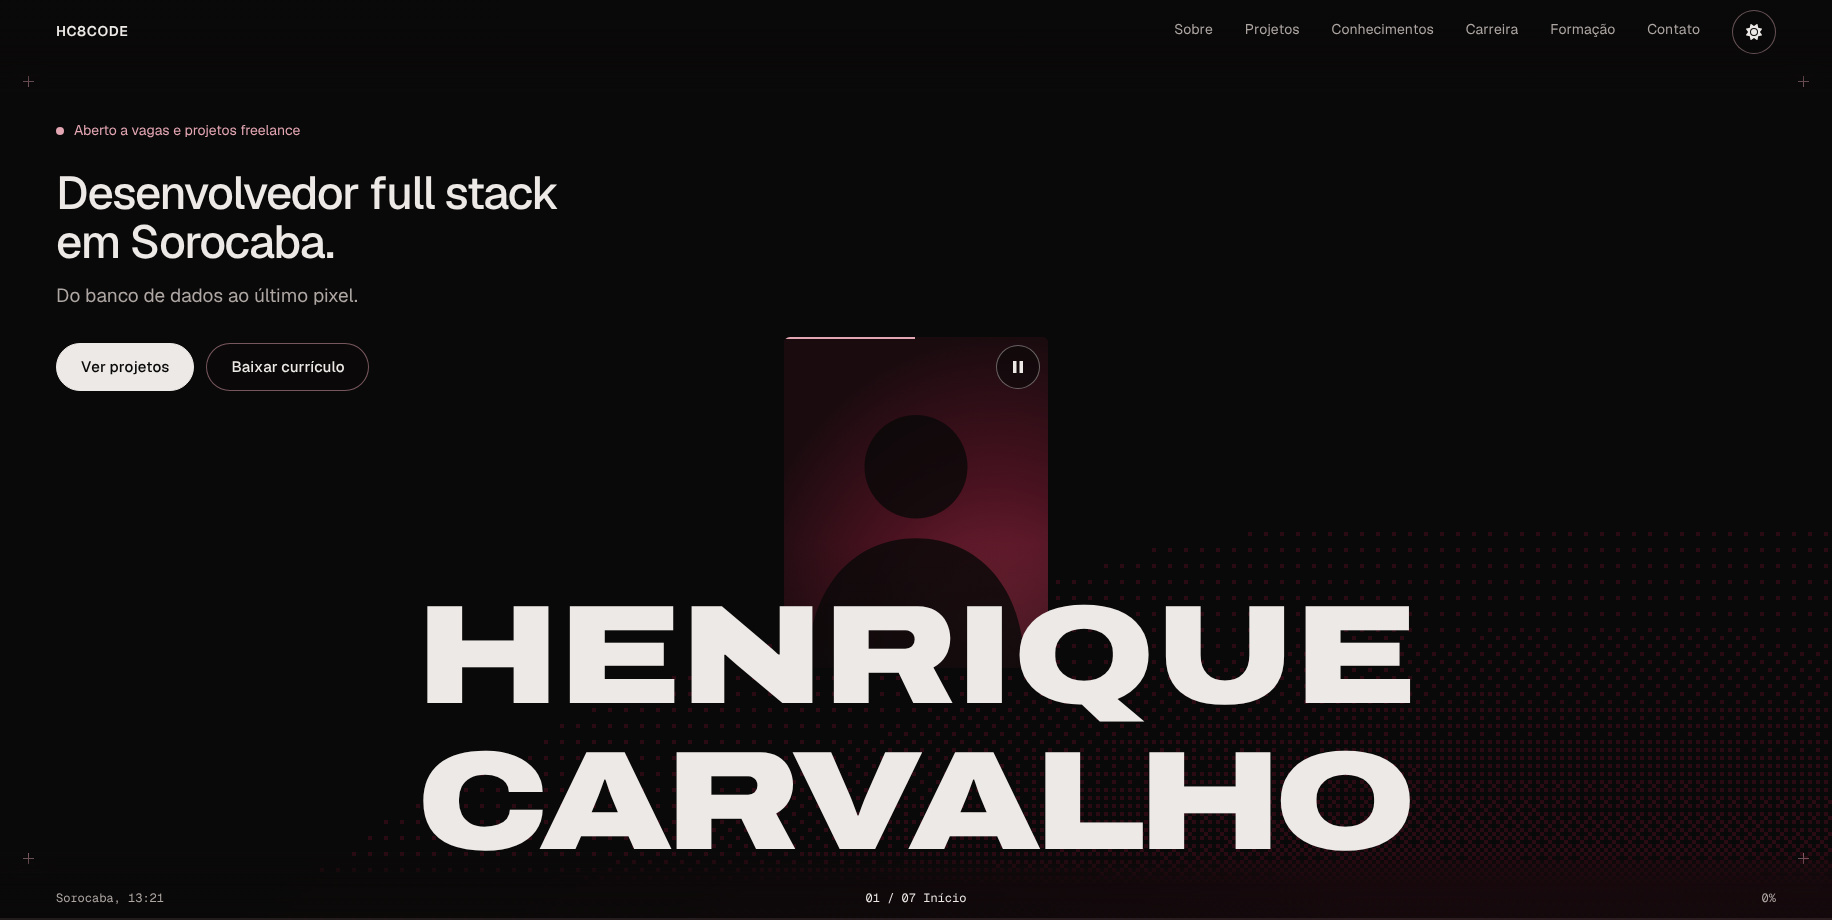 HC8CODE
Sobre
Projetos
Conhecimentos
Carreira
Formação
Contato
Aberto a vagas e projetos freelance
Desenvolvedor full stack
em Sorocaba.
Do banco de dados ao último pixel.
Ver projetos
Baixar currículo
HENRIQUE
CARVALHO
Sorocaba, 13:21
01 / 07 Início
0%